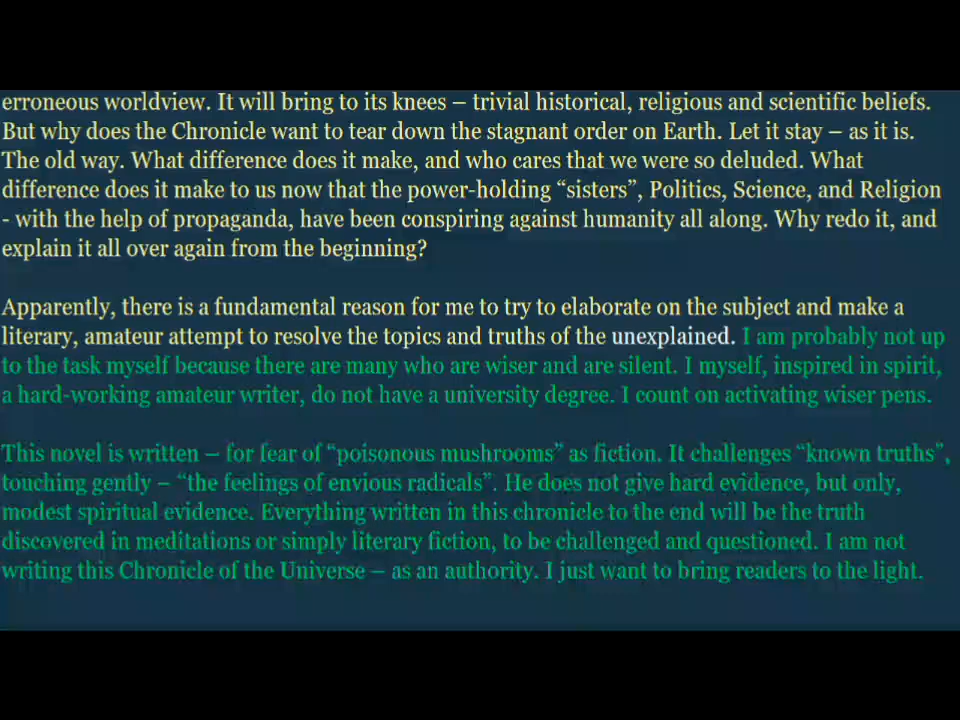 erroneous worldview. It will bring to its knees – trivial historical, religious and scientific beliefs.
But why does the Chronicle want to tear down the stagnant order on Earth. Let it stay – as it is.
The old way. What difference does it make, and who cares that we were so deluded. What
difference does it make to us now that the power-holding “sisters”, Politics, Science, and Religion
- with the help of propaganda, have been conspiring against humanity all along. Why redo it, and
explain it all over again from the beginning?
Apparently, there is a fundamental reason for me to try to elaborate on the subject and make a
literary, amateur attempt to resolve the topics and truths of the unexplained. I am probably not up
to the task myself because there are many who are wiser and are silent. I myself, inspired in spirit,
a hard-working amateur writer, do not have a university degree. I count on activating wiser pens.
This novel is written – for fear of “poisonous mushrooms” as fiction. It challenges “known truths”,
touching gently – “the feelings of envious radicals”. He does not give hard evidence, but only,
modest spiritual evidence. Everything written in this chronicle to the end will be the truth
discovered in meditations or simply literary fiction, to be challenged and questioned. I am not
writing this Chronicle of the Universe – as an authority. I just want to bring readers to the light.